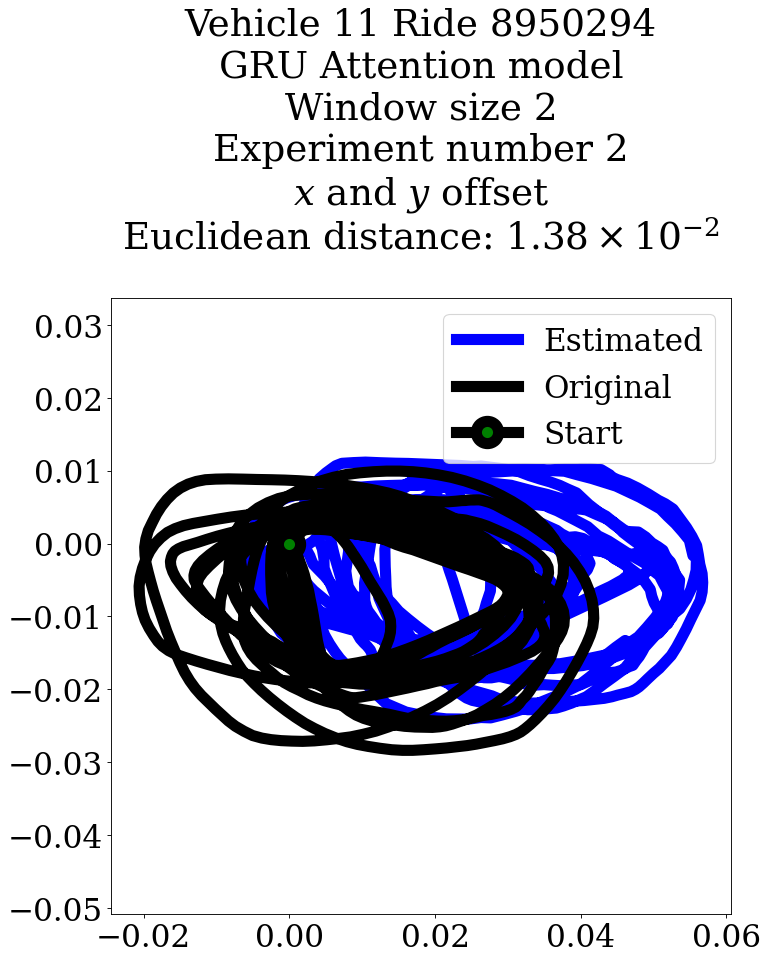 Vehicle 11 Ride 8950294
GRU Attention model
Window size 2
Experiment number 2
x and y offset
Euclidean distance: 1.38 × 10⁻²
Estimated
Original
Start
0.03
0.02
0.01
0.00
−0.01
−0.02
−0.03
−0.04
−0.05
−0.02 0.00 0.02 0.04 0.06